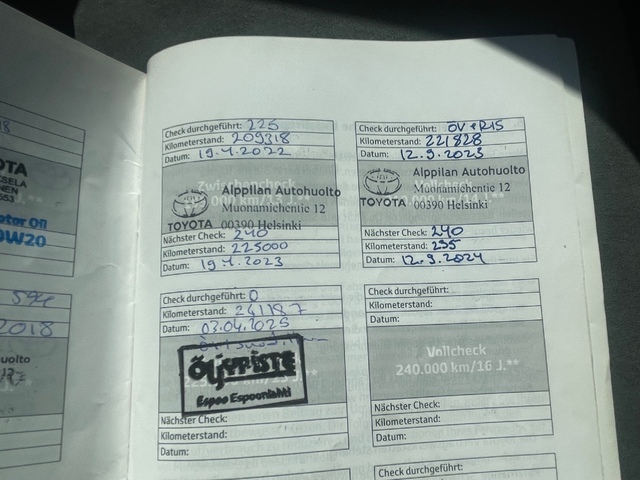 TOYOTA
0W20
2018
Check durchgeführt: 225
Kilometerstand: 209318
Datum: 19.4.2022
Zwischencheck
Alppilan Autohuolto
Muonamiehentie 12
TOYOTA 00390 Helsinki
Nächster Check: 240
Kilometerstand: 225000
Datum: 19.4.2023
Check durchgeführt: ÖV+R15
Kilometerstand: 221828
Datum: 12.9.2023
Alppilan Autohuolto
Muonamiehentie 12
TOYOTA 00390 Helsinki
Nächster Check: 240
Kilometerstand: 235
Datum: 12.9.2024
Check durchgeführt: 0
Kilometerstand: 241187
Datum: 03.04.2025
ÖLJYPISTE
Espoo Espoonlahti
Nächster Check:
Kilometerstand:
Datum:
Check durchgeführt:
Kilometerstand:
Datum:
Vollcheck
240.000 km/16 J.**
Nächster Check:
Kilometerstand:
Datum:
Check durchgeführt:
Kilometerstand:
Datum: